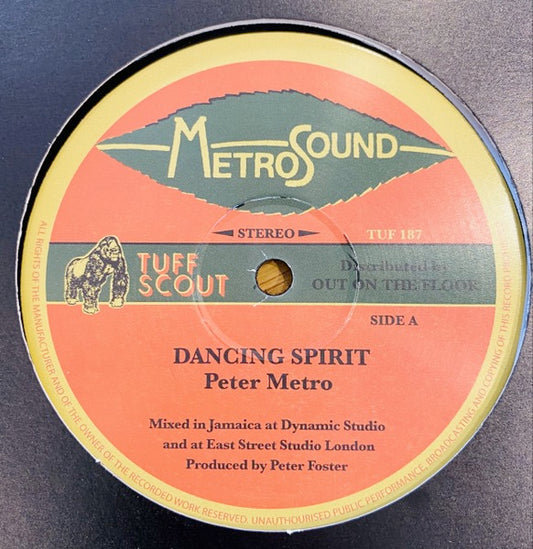 METROSOUND
STEREO
TUF 187
TUFF
SCOUT
Distributed by
OUT ON THE FLOOR
SIDE A
DANCING SPIRIT
Peter Metro
Mixed in Jamaica at Dynamic Studio
and at East Street Studio London
Produced by Peter Foster
ALL RIGHTS OF THE MANUFACTURER AND OF THE OWNER OF THE RECORDED WORK RESERVED. UNAUTHORISED PUBLIC PERFORMANCE, BROADCASTING AND COPYING OF THIS RECORD PROHIBITED